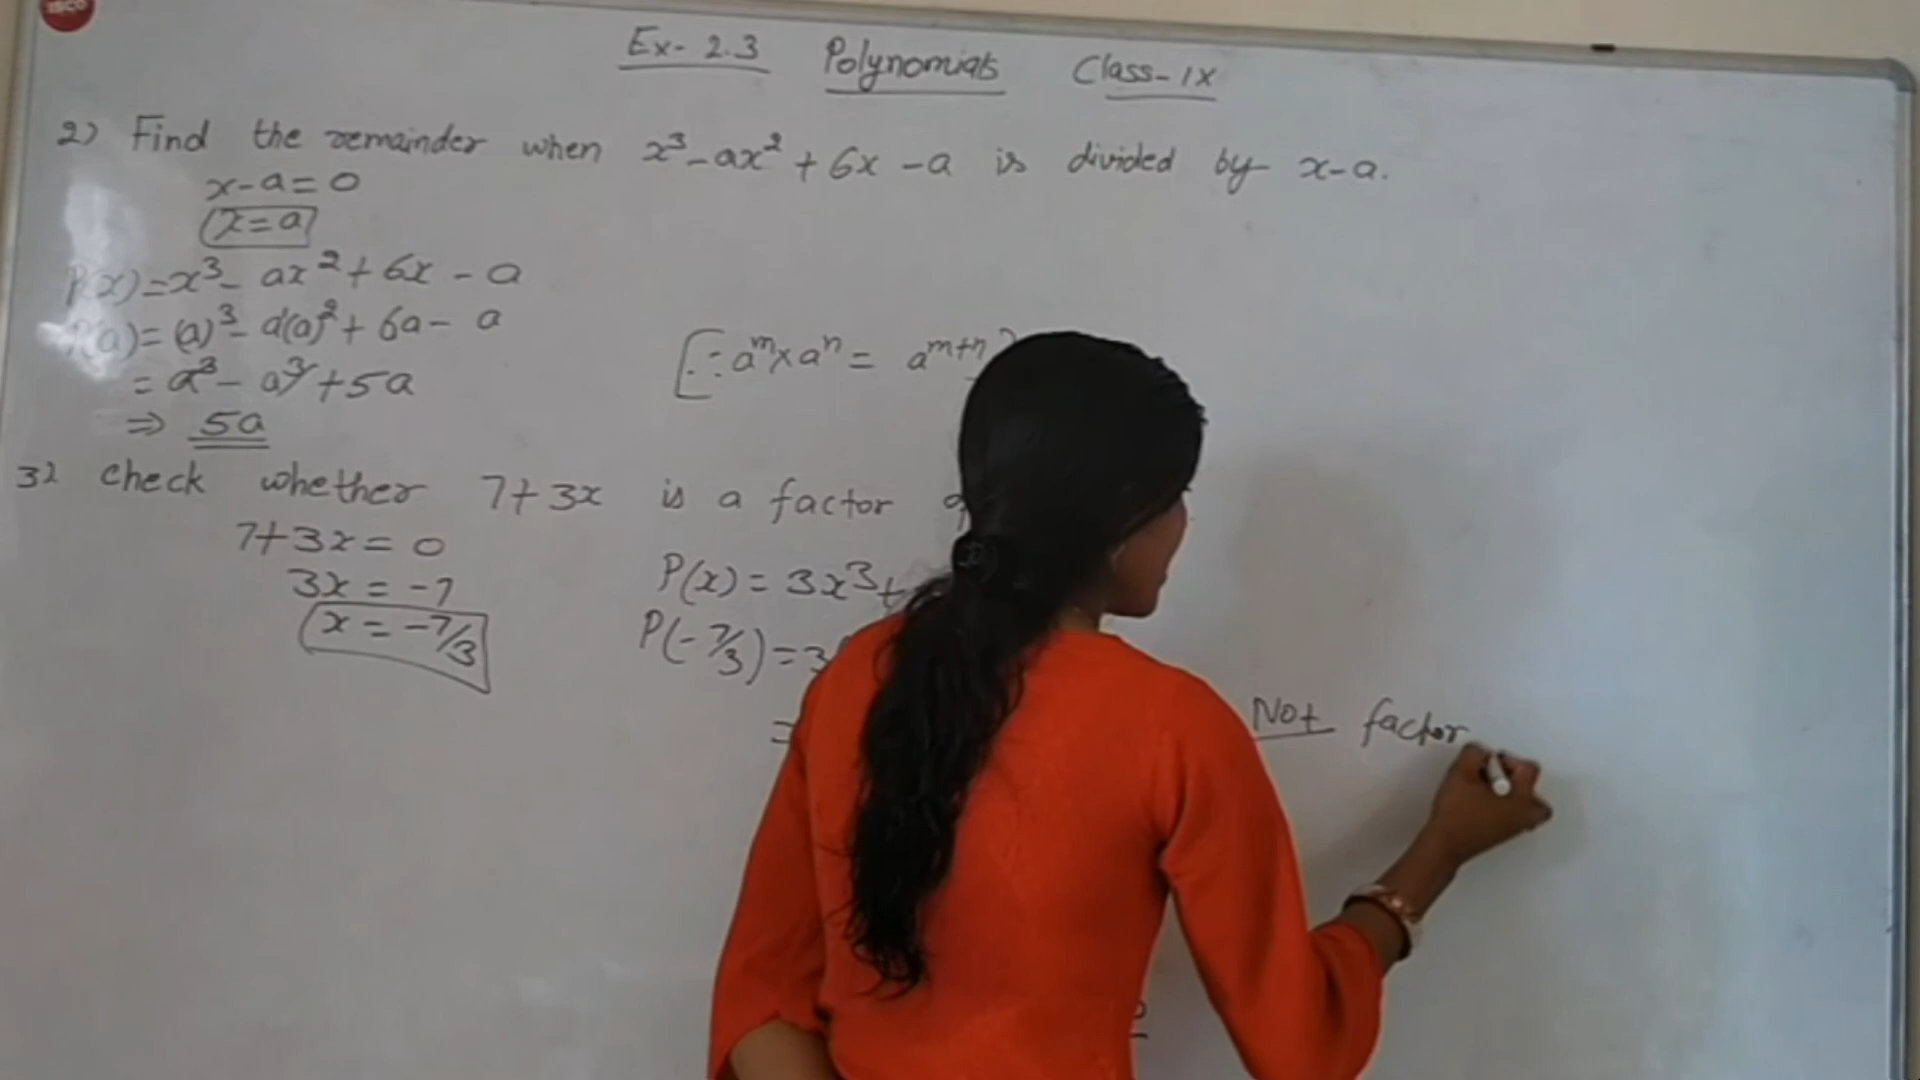 Ex- 2.3 Polynomials Class- IX
2) Find the remainder when x³ - ax² + 6x - a is divided by x-a.
x-a=0
x=a
P(x)=x³- ax²+6x - a
P(a)=(a)³- a(a)²+ 6a- a
= a³- a³+5a
⇒ 5a
[∵ aᵐxaⁿ= aᵐ⁺ⁿ]
3) check whether 7+3x is a factor
7+3x=0
3x = -7
x = -7/3
P(x)= 3x³+
P(-7/3)=3
=
Not factor